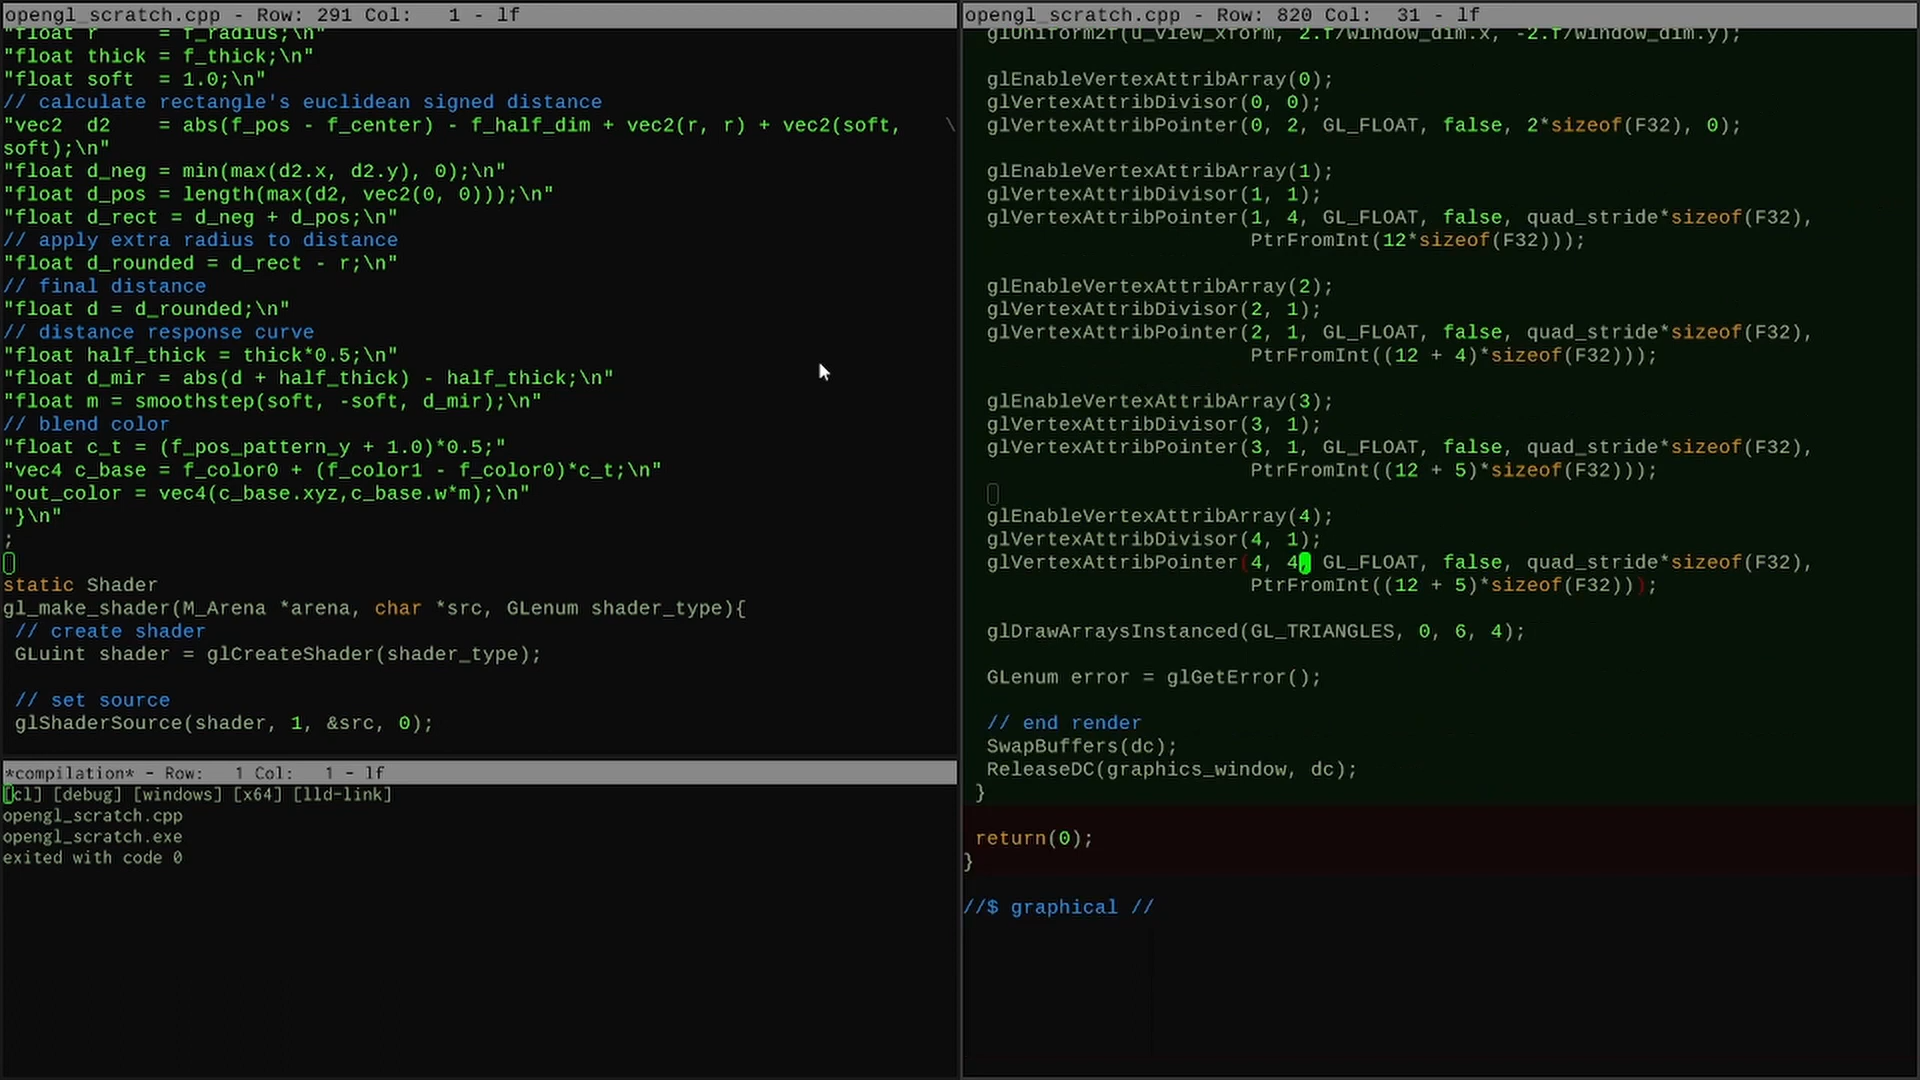 opengl_scratch.cpp - Row: 291 Col:   1 - lf
"float r     = f_radius;\n"
"float thick = f_thick;\n"
"float soft  = 1.0;\n"
// calculate rectangle's euclidean signed distance
"vec2  d2    = abs(f_pos - f_center) - f_half_dim + vec2(r, r) + vec2(soft,    \
soft);\n"
"float d_neg = min(max(d2.x, d2.y), 0);\n"
"float d_pos = length(max(d2, vec2(0, 0)));\n"
"float d_rect = d_neg + d_pos;\n"
// apply extra radius to distance
"float d_rounded = d_rect - r;\n"
// final distance
"float d = d_rounded;\n"
// distance response curve
"float half_thick = thick*0.5;\n"
"float d_mir = abs(d + half_thick) - half_thick;\n"
"float m = smoothstep(soft, -soft, d_mir);\n"
// blend color
"float c_t = (f_pos_pattern_y + 1.0)*0.5;"
"vec4 c_base = f_color0 + (f_color1 - f_color0)*c_t;\n"
"out_color = vec4(c_base.xyz,c_base.w*m);\n"
"}\n"
;
static Shader
gl_make_shader(M_Arena *arena, char *src, GLenum shader_type){
 // create shader
 GLuint shader = glCreateShader(shader_type);
 // set source
 glShaderSource(shader, 1, &src, 0);
*compilation* - Row:   1 Col:   1 - lf
[cl] [debug] [windows] [x64] [lld-link]
opengl_scratch.cpp
opengl_scratch.exe
exited with code 0
opengl_scratch.cpp - Row: 820 Col:  31 - lf
glUniform2f(u_view_xform, 2.f/window_dim.x, -2.f/window_dim.y);
glEnableVertexAttribArray(0);
glVertexAttribDivisor(0, 0);
glVertexAttribPointer(0, 2, GL_FLOAT, false, 2*sizeof(F32), 0);
glEnableVertexAttribArray(1);
glVertexAttribDivisor(1, 1);
glVertexAttribPointer(1, 4, GL_FLOAT, false, quad_stride*sizeof(F32),
PtrFromInt(12*sizeof(F32)));
glEnableVertexAttribArray(2);
glVertexAttribDivisor(2, 1);
glVertexAttribPointer(2, 1, GL_FLOAT, false, quad_stride*sizeof(F32),
PtrFromInt((12 + 4)*sizeof(F32)));
glEnableVertexAttribArray(3);
glVertexAttribDivisor(3, 1);
glVertexAttribPointer(3, 1, GL_FLOAT, false, quad_stride*sizeof(F32),
PtrFromInt((12 + 5)*sizeof(F32)));
glEnableVertexAttribArray(4);
glVertexAttribDivisor(4, 1);
glVertexAttribPointer(4, 4, GL_FLOAT, false, quad_stride*sizeof(F32),
PtrFromInt((12 + 5)*sizeof(F32)));
glDrawArraysInstanced(GL_TRIANGLES, 0, 6, 4);
GLenum error = glGetError();
// end render
SwapBuffers(dc);
ReleaseDC(graphics_window, dc);
}
return(0);
}
//$ graphical //